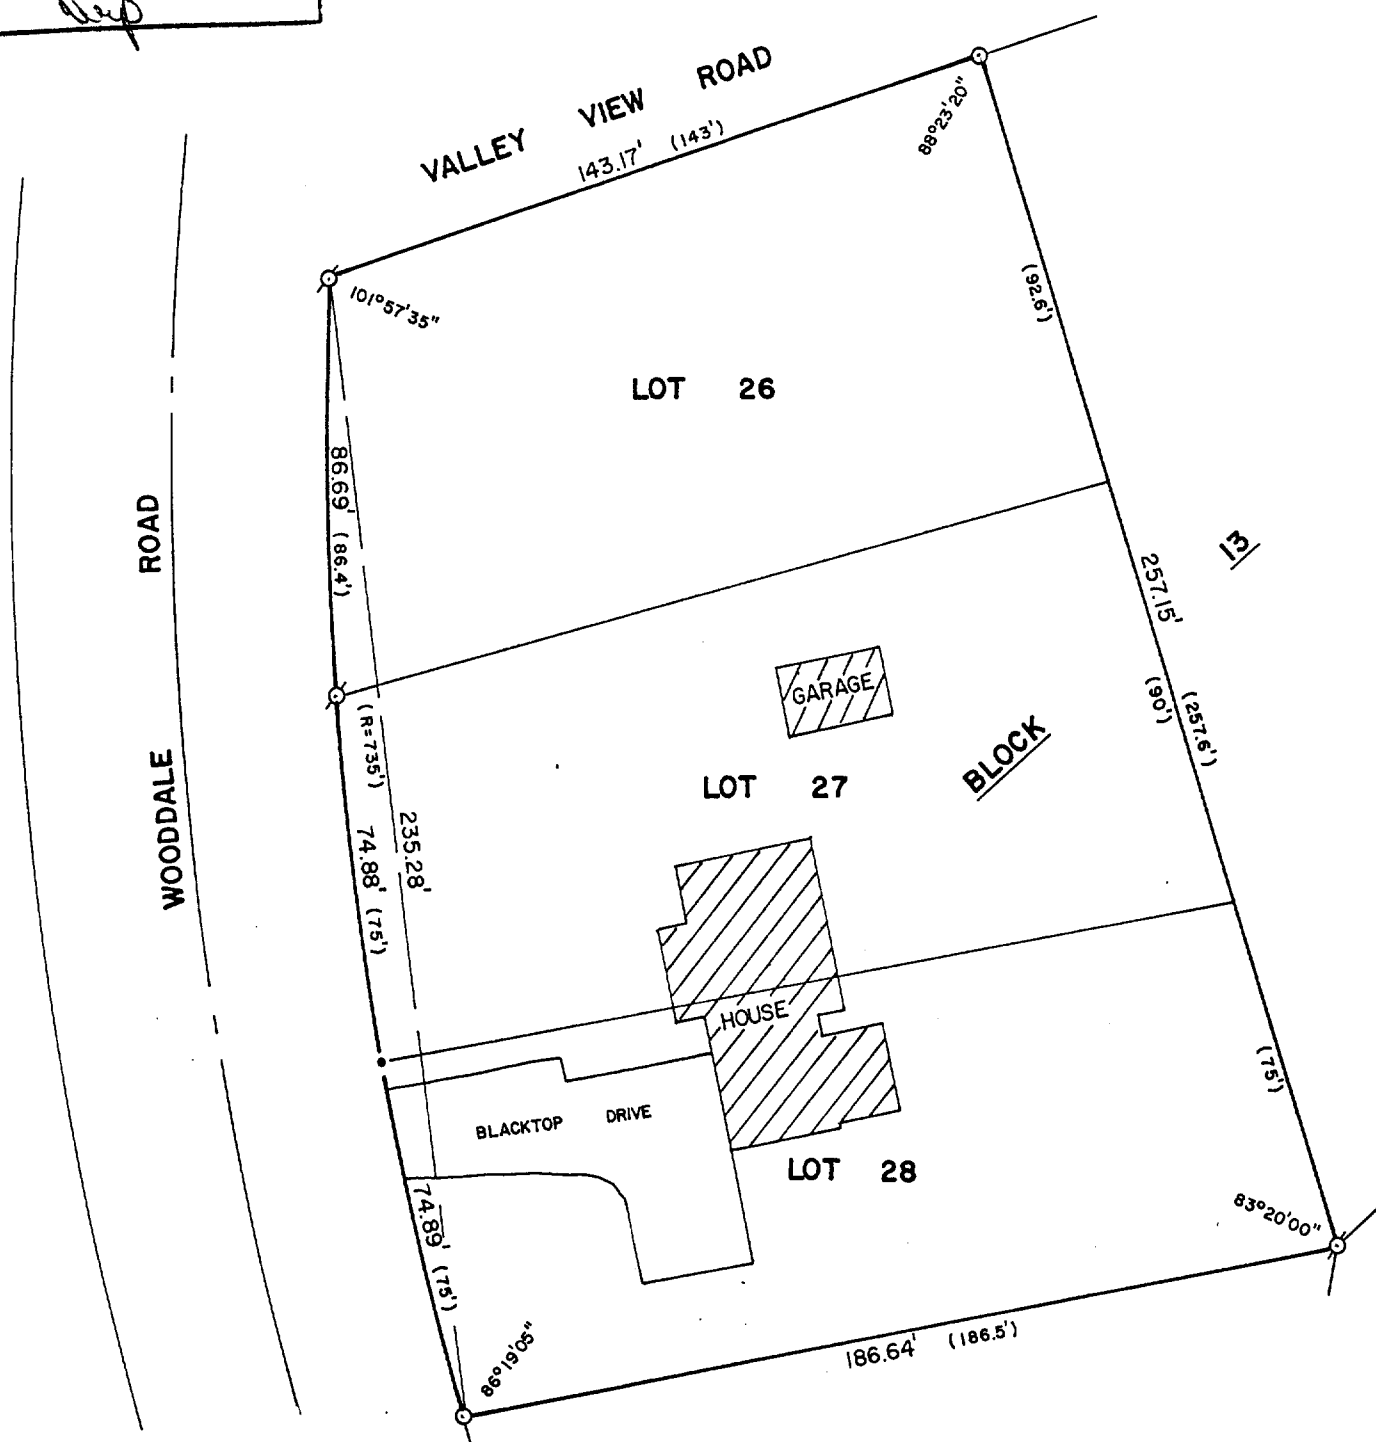 VALLEY VIEW ROAD
143.17' (143')
88°23'20"
101°57'35"
(92.6')
LOT 26
86.69' (86.4')
WOODDALE ROAD
13
257.15'
(90') (257.6')
GARAGE
(R=735')
LOT 27
BLOCK
235.28'
74.88' (75')
HOUSE
BLACKTOP DRIVE
(75')
LOT 28
74.89' (75')
83°20'00"
86°19'05"
186.64' (186.5')